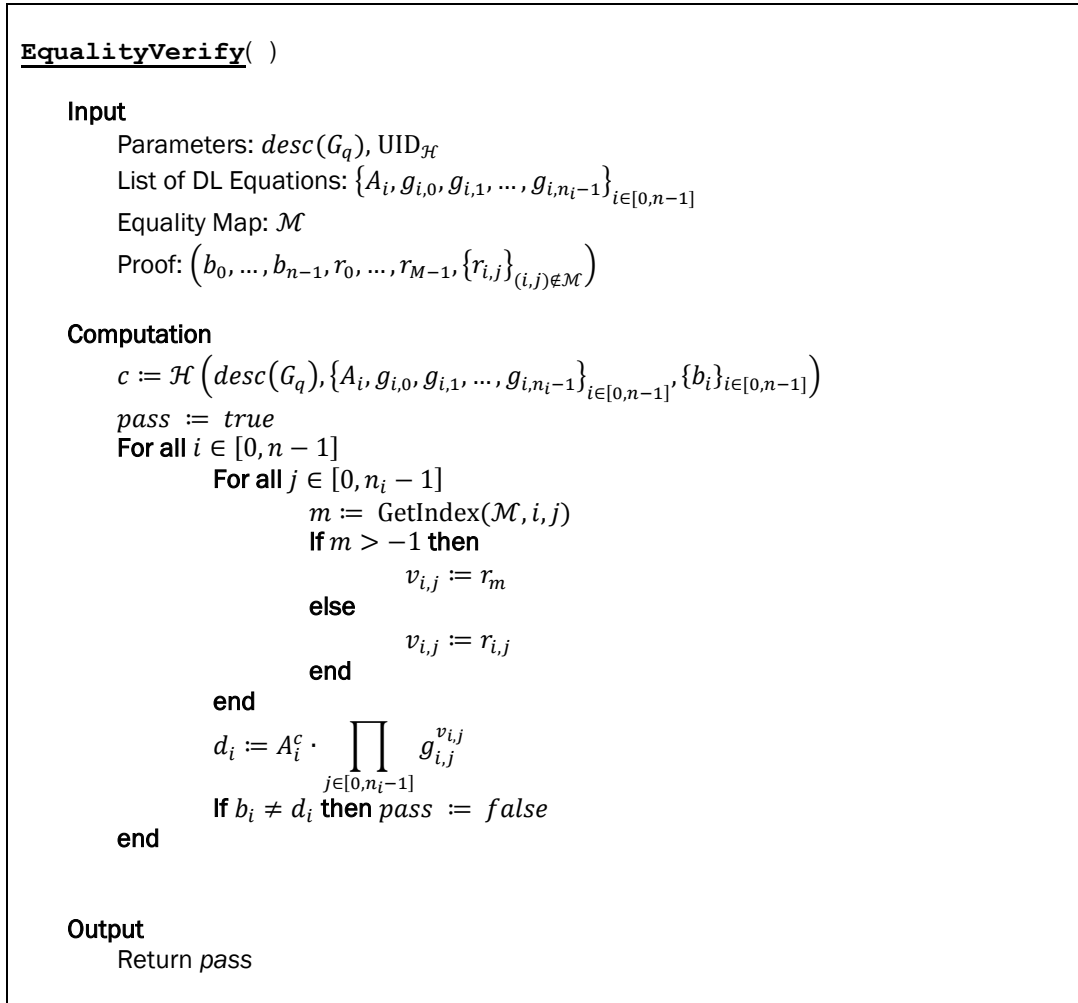 EqualityVerify( )
Input
Parameters: desc(G_q), UID_ℋ
List of DL Equations: {A_i, g_{i,0}, g_{i,1}, … , g_{i,n_i−1}}_{i∈[0,n−1]}
Equality Map: ℳ
Proof: (b_0, … , b_{n−1}, r_0, … , r_{M−1}, {r_{i,j}}_{(i,j)∉ℳ})
Computation
c ≔ ℋ (desc(G_q), {A_i, g_{i,0}, g_{i,1}, … , g_{i,n_i−1}}_{i∈[0,n−1]}, {b_i}_{i∈[0,n−1]})
pass ≔ true
For all i ∈ [0, n − 1]
For all j ∈ [0, n_i − 1]
m ≔ GetIndex(ℳ, i, j)
If m > −1 then
v_{i,j} ≔ r_m
else
v_{i,j} ≔ r_{i,j}
end
end
d_i ≔ A_i^c · ∏_{j∈[0,n_i−1]} g_{i,j}^{v_{i,j}}
If b_i ≠ d_i then pass ≔ false
end
Output
Return pass